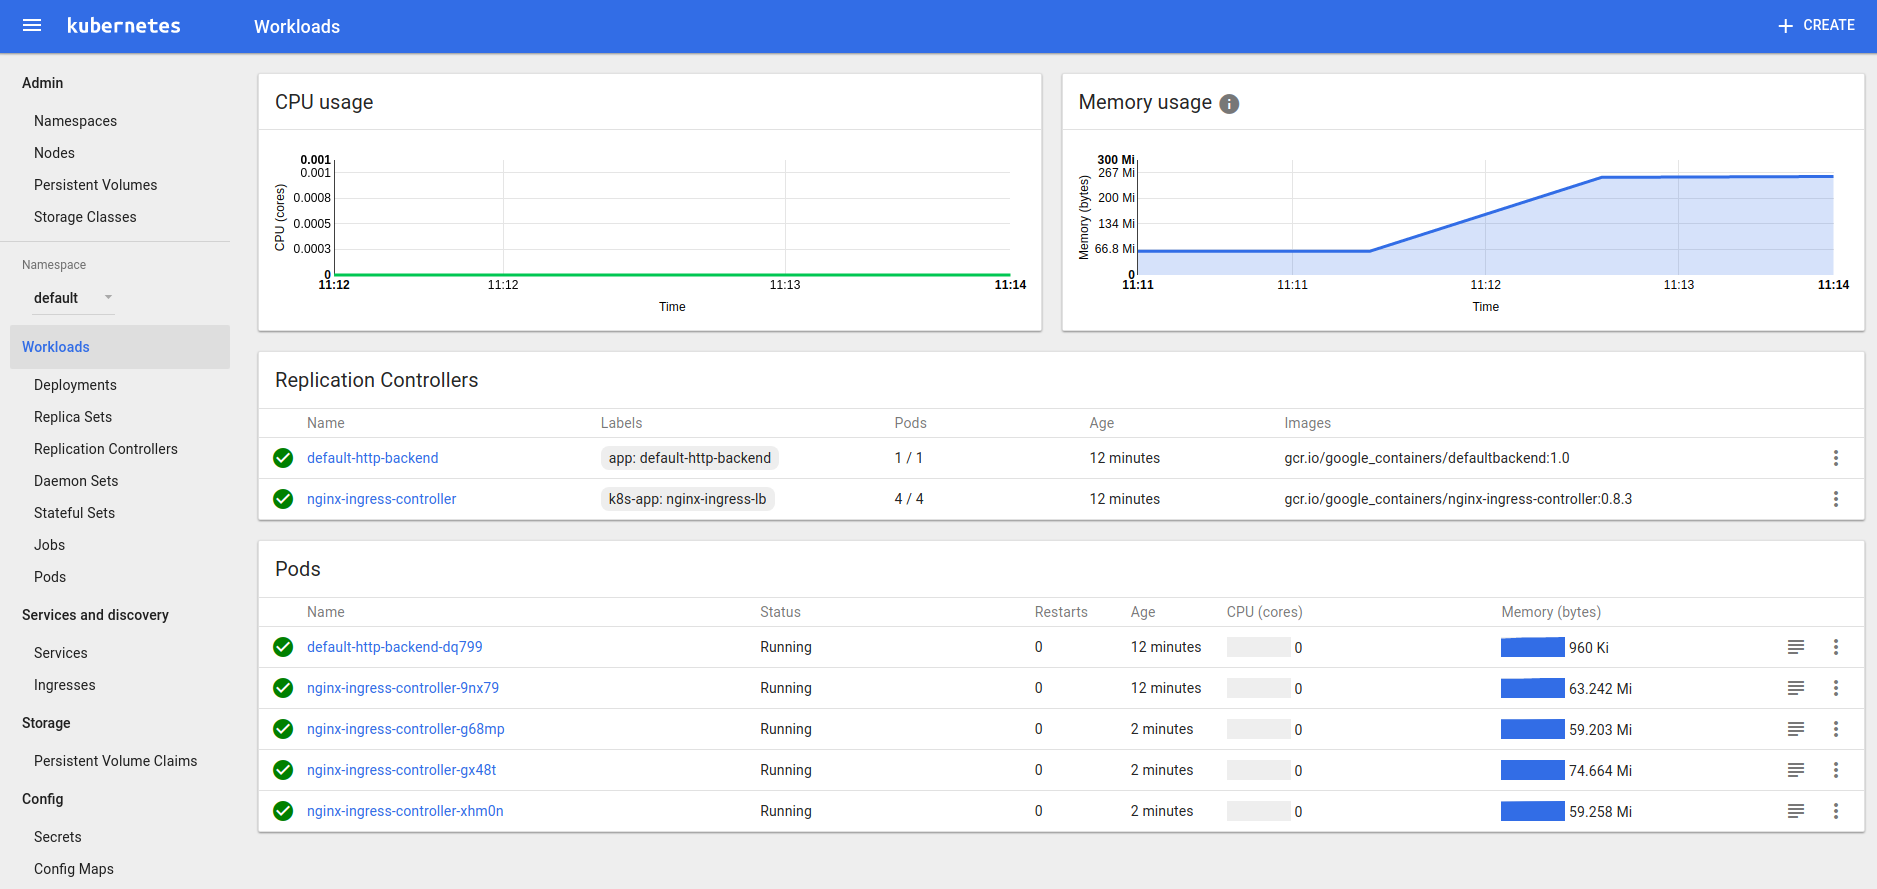 kubernetes
Workloads
CREATE
Admin
Namespaces
Nodes
Persistent Volumes
Storage Classes
Namespace
default
Workloads
Deployments
Replica Sets
Replication Controllers
Daemon Sets
Stateful Sets
Jobs
Pods
Services and discovery
Services
Ingresses
Storage
Persistent Volume Claims
Config
Secrets
Config Maps
CPU usage
CPU (cores)
0.001
0.001
0.0008
0.0005
0.0003
0
11:12 11:12 11:13 11:14
Time
Memory usage
Memory (bytes)
300 Mi
267 Mi
200 Mi
134 Mi
66.8 Mi
0
11:11 11:11 11:12 11:13 11:14
Time
Replication Controllers
Name Labels Pods Age Images
default-http-backend app: default-http-backend 1 / 1 12 minutes gcr.io/google_containers/defaultbackend:1.0
nginx-ingress-controller k8s-app: nginx-ingress-lb 4 / 4 12 minutes gcr.io/google_containers/nginx-ingress-controller:0.8.3
Pods
Name Status Restarts Age CPU (cores) Memory (bytes)
default-http-backend-dq799 Running 0 12 minutes 0 960 Ki
nginx-ingress-controller-9nx79 Running 0 12 minutes 0 63.242 Mi
nginx-ingress-controller-g68mp Running 0 2 minutes 0 59.203 Mi
nginx-ingress-controller-gx48t Running 0 2 minutes 0 74.664 Mi
nginx-ingress-controller-xhm0n Running 0 2 minutes 0 59.258 Mi